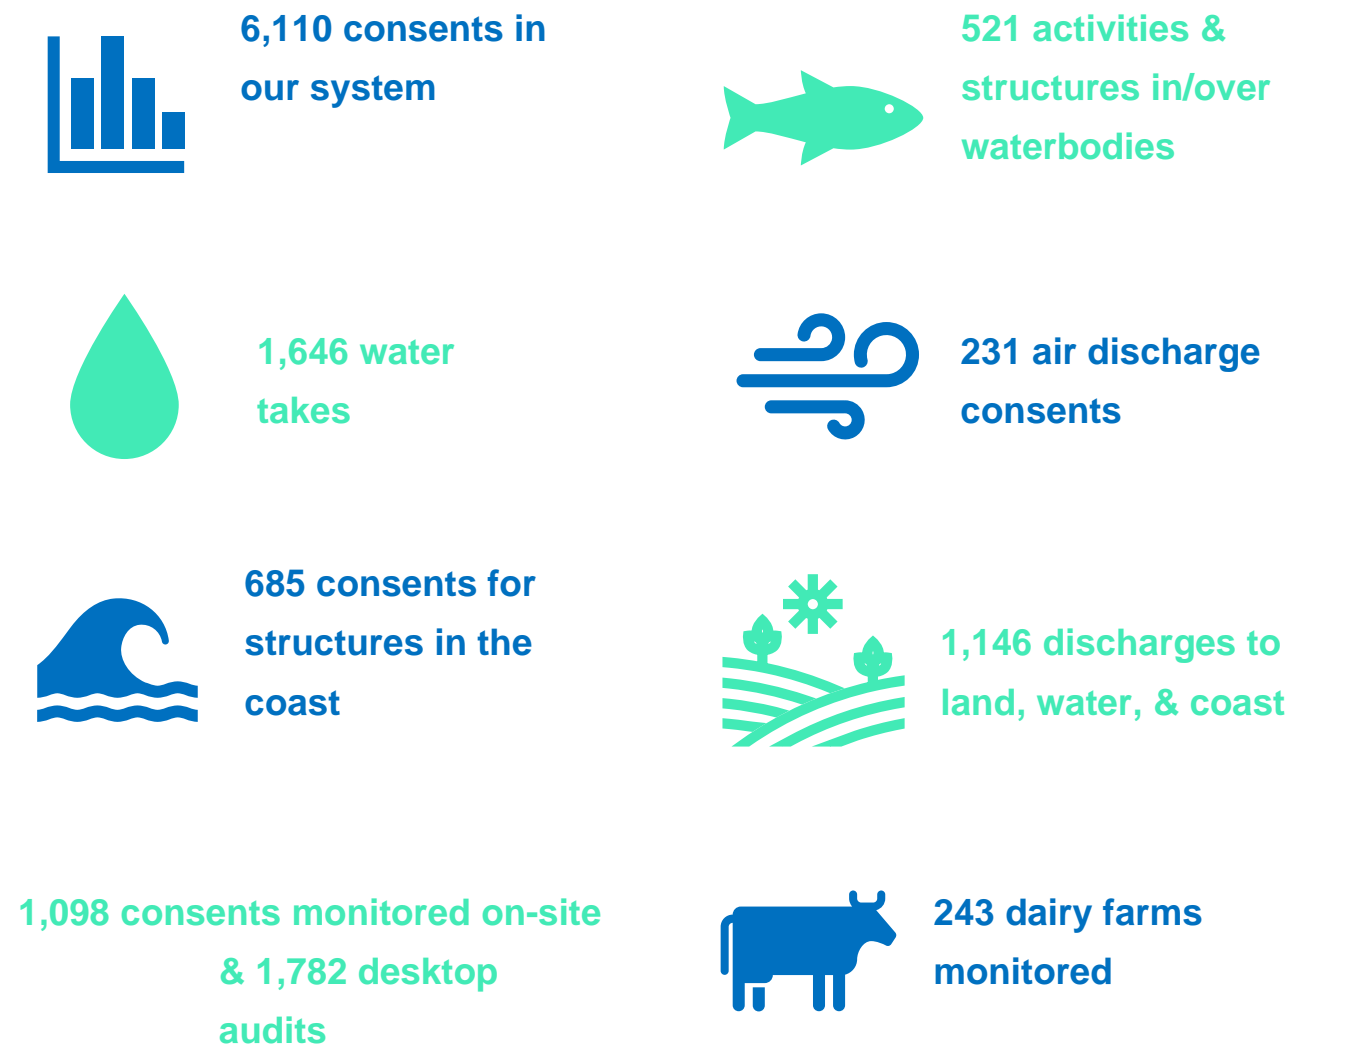 6,110 consents in
our system
521 activities &
structures in/over
waterbodies
1,646 water
takes
231 air discharge
consents
685 consents for
structures in the
coast
1,146 discharges to
land, water, & coast
1,098 consents monitored on-site
& 1,782 desktop
audits
243 dairy farms
monitored